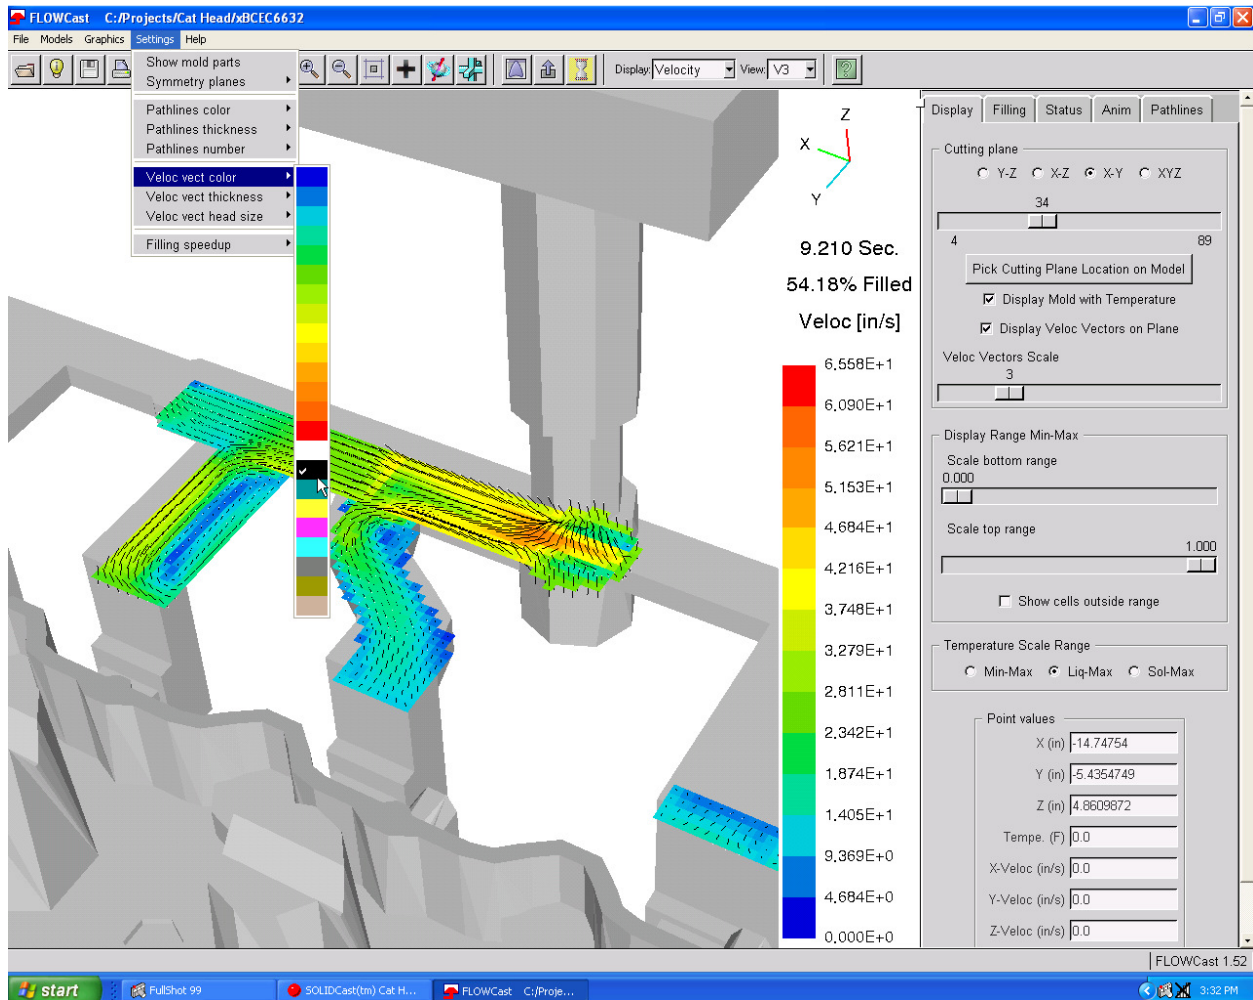 FLOWCast C:/Projects/Cat Head/xBCEC6632
File Models Graphics Settings Help
Show mold parts
Symmetry planes
Pathlines color
Pathlines thickness
Pathlines number
Veloc vect color
Veloc vect thickness
Veloc vect head size
Filling speedup
Display: Velocity View: V3
Z
X
Y
9.210 Sec.
54.18% Filled
Veloc [in/s]
6.558E+1
6.090E+1
5.621E+1
5.153E+1
4.684E+1
4.216E+1
3.748E+1
3.279E+1
2.811E+1
2.342E+1
1.874E+1
1.405E+1
9.369E+0
4.684E+0
0.000E+0
Display Filling Status Anim Pathlines
Cutting plane
Y-Z X-Z X-Y XYZ
34
4 89
Pick Cutting Plane Location on Model
Display Mold with Temperature
Display Veloc Vectors on Plane
Veloc Vectors Scale
3
Display Range Min-Max
Scale bottom range
0.000
Scale top range
1.000
Show cells outside range
Temperature Scale Range
Min-Max Liq-Max Sol-Max
Point values
X (in) -14.74754
Y (in) -5.4354749
Z (in) 4.8609872
Tempe. (F) 0.0
X-Veloc (in/s) 0.0
Y-Veloc (in/s) 0.0
Z-Veloc (in/s) 0.0
FLOWCast 1.52
start FullShot 99 SOLIDCast(tm) Cat H... FLOWCast C:/Proje... 3:32 PM